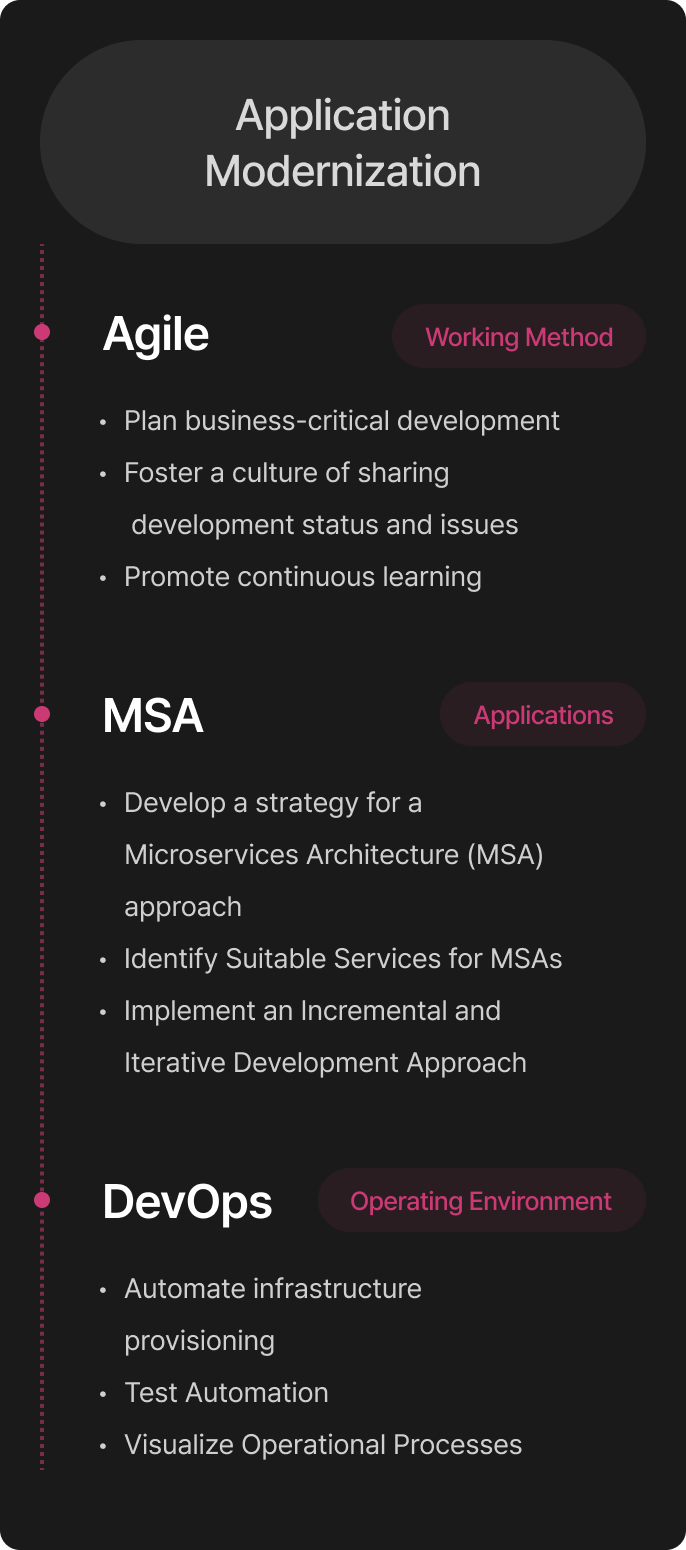 Application
Modernization
Agile
Working Method
• Plan business-critical development
• Foster a culture of sharing
development status and issues
• Promote continuous learning
MSA
Applications
• Develop a strategy for a
Microservices Architecture (MSA)
approach
• Identify Suitable Services for MSAs
• Implement an Incremental and
Iterative Development Approach
DevOps
Operating Environment
• Automate infrastructure
provisioning
• Test Automation
• Visualize Operational Processes